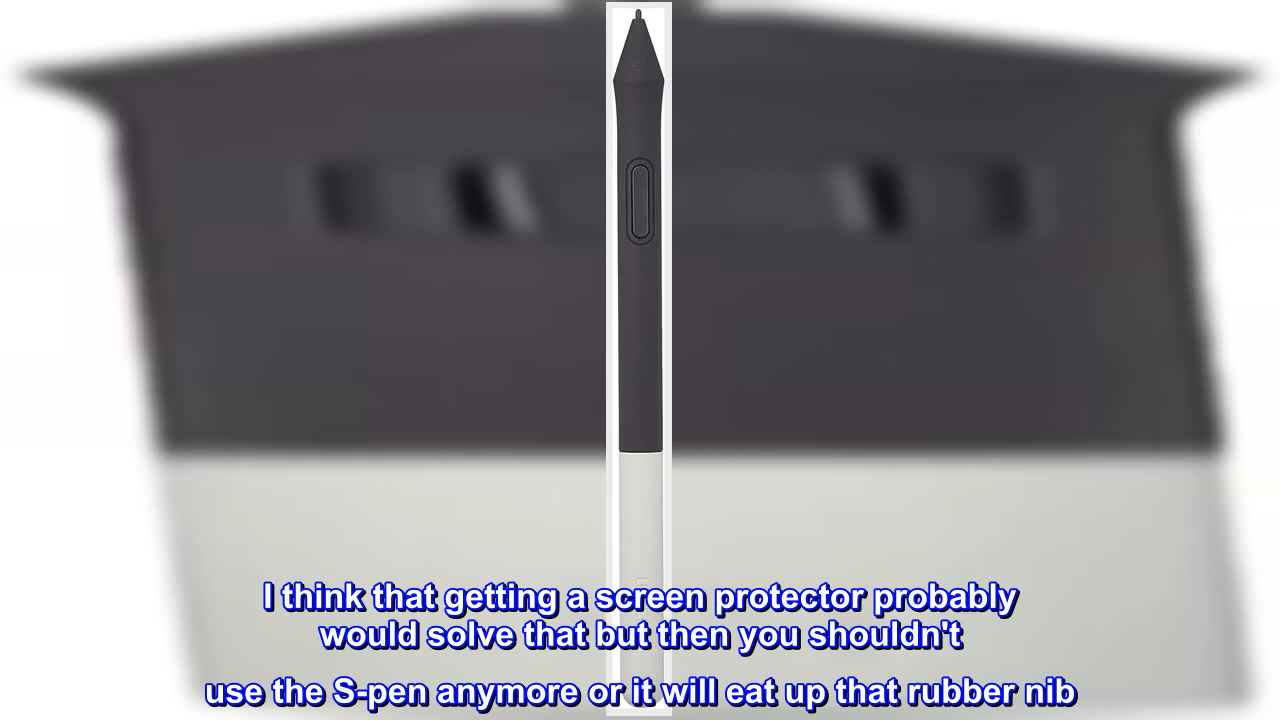 I think that getting a screen protector probably
would solve that but then you shouldn't
use the S-pen anymore or it will eat up that rubber nib